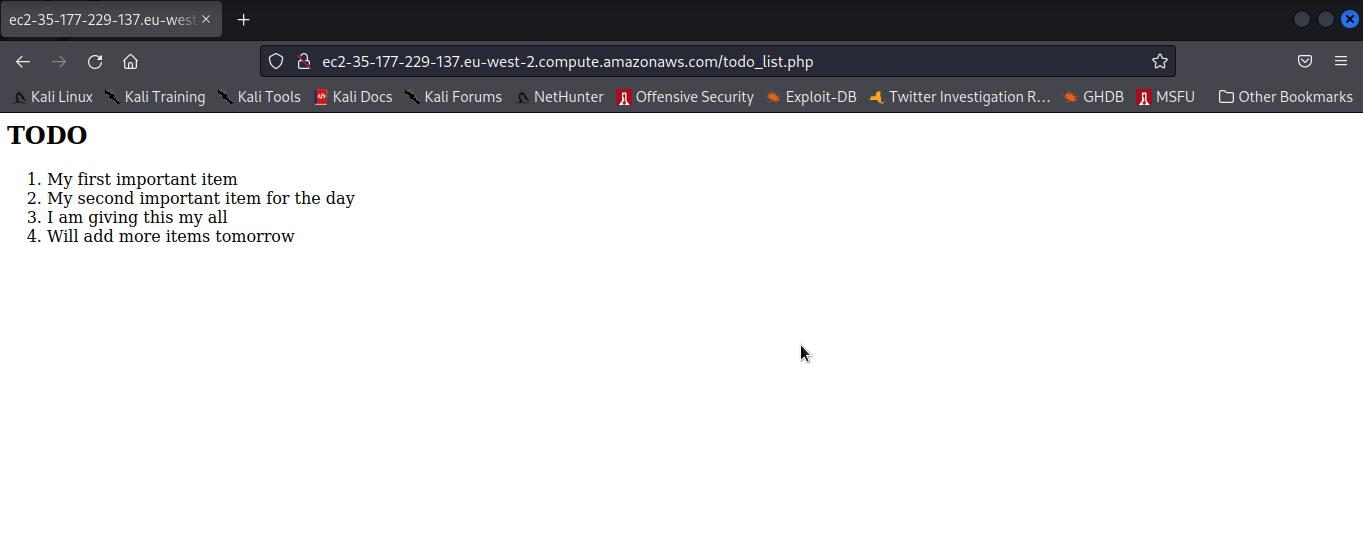 ec2-35-177-229-137.eu-west
ec2-35-177-229-137.eu-west-2.compute.amazonaws.com/todo_list.php
Kali Linux Kali Training Kali Tools Kali Docs Kali Forums NetHunter Offensive Security Exploit-DB Twitter Investigation R… GHDB MSFU Other Bookmarks
TODO
1. My first important item
2. My second important item for the day
3. I am giving this my all
4. Will add more items tomorrow